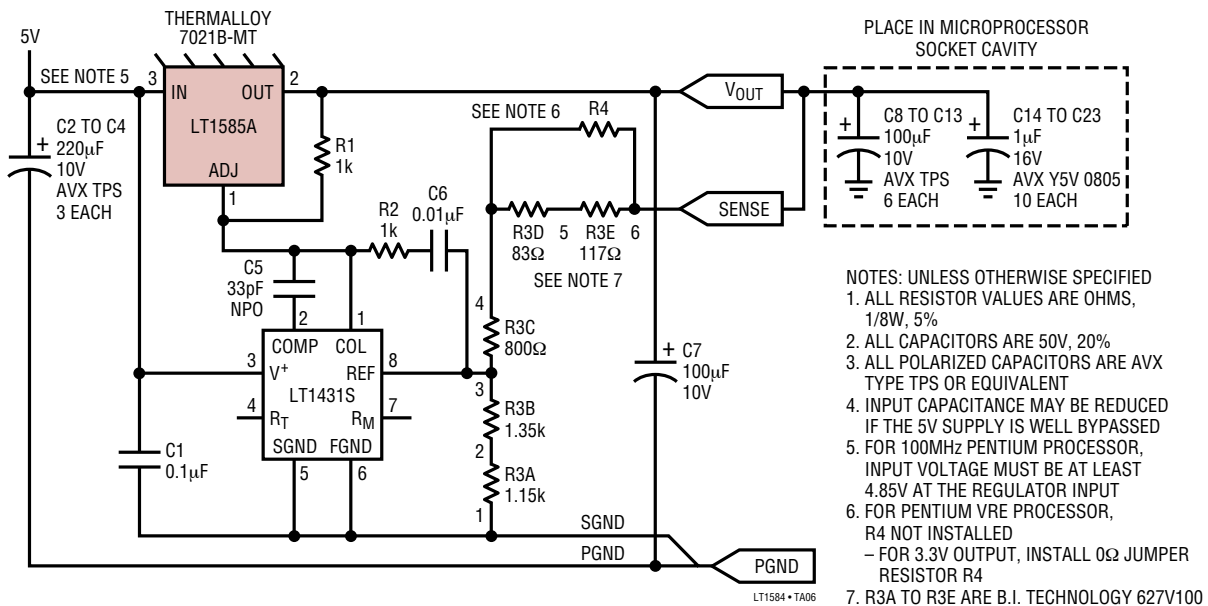 THERMALLOY
7021B-MT
5V
SEE NOTE 5
3
IN
OUT
2
LT1585A
ADJ
1
+
C2 TO C4
220µF
10V
AVX TPS
3 EACH
R1
1k
R2
1k
C6
0.01µF
C5
33pF
NPO
2
1
COMP
COL
3
V+
REF
8
LT1431S
4
RT
RM
7
SGND
FGND
5
6
C1
0.1µF
SEE NOTE 6
R4
R3D
83Ω
5
R3E
117Ω
6
SEE NOTE 7
4
R3C
800Ω
3
R3B
1.35k
2
R3A
1.15k
1
+
C7
100µF
10V
SGND
PGND
VOUT
SENSE
PGND
LT1584 • TA06
PLACE IN MICROPROCESSOR
SOCKET CAVITY
+
C8 TO C13
100µF
10V
AVX TPS
6 EACH
+
C14 TO C23
1µF
16V
AVX Y5V 0805
10 EACH
NOTES: UNLESS OTHERWISE SPECIFIED
1. ALL RESISTOR VALUES ARE OHMS,
1/8W, 5%
2. ALL CAPACITORS ARE 50V, 20%
3. ALL POLARIZED CAPACITORS ARE AVX
TYPE TPS OR EQUIVALENT
4. INPUT CAPACITANCE MAY BE REDUCED
IF THE 5V SUPPLY IS WELL BYPASSED
5. FOR 100MHz PENTIUM PROCESSOR,
INPUT VOLTAGE MUST BE AT LEAST
4.85V AT THE REGULATOR INPUT
6. FOR PENTIUM VRE PROCESSOR,
R4 NOT INSTALLED
– FOR 3.3V OUTPUT, INSTALL 0Ω JUMPER
RESISTOR R4
7. R3A TO R3E ARE B.I. TECHNOLOGY 627V100